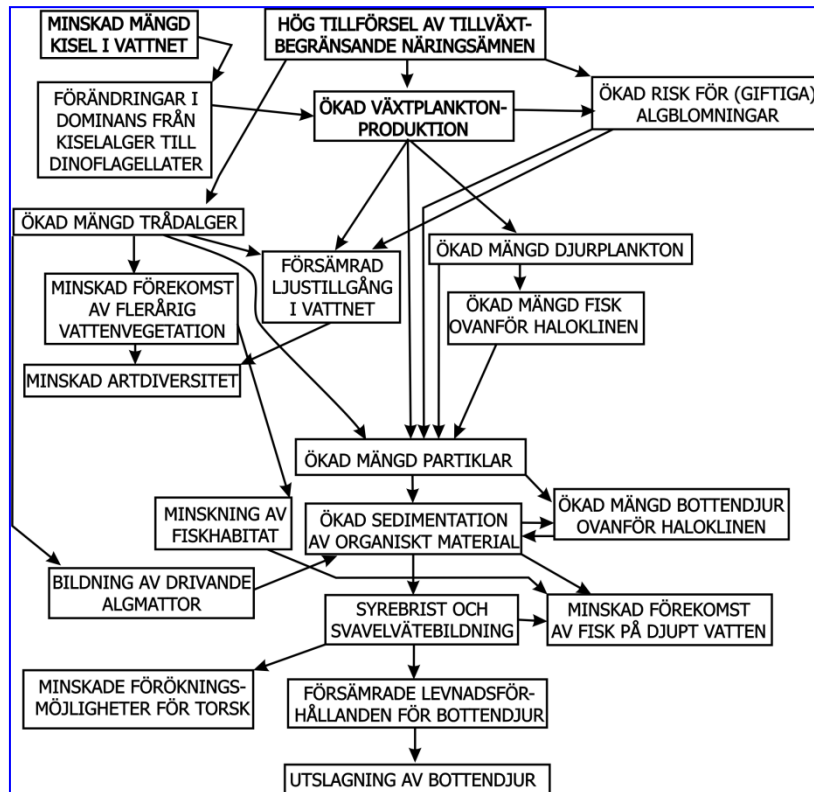 MINSKAD MÄNGD
KISEL I VATTNET
HÖG TILLFÖRSEL AV TILLVÄXT-
BEGRÄNSANDE NÄRINGSÄMNEN
FÖRÄNDRINGAR I
DOMINANS FRÅN
KISELALGER TILL
DINOFLAGELLATER
ÖKAD VÄXTPLANKTON-
PRODUKTION
ÖKAD RISK FÖR (GIFTIGA)
ALGBLOMNINGAR
ÖKAD MÄNGD TRÅDALGER
ÖKAD MÄNGD DJURPLANKTON
MINSKAD FÖREKOMST
AV FLERÅRIG
VATTENVEGETATION
FÖRSÄMRAD
LJUSTILLGÅNG
I VATTNET
ÖKAD MÄNGD FISK
OVANFÖR HALOKLINEN
MINSKAD ARTDIVERSITET
ÖKAD MÄNGD PARTIKLAR
MINSKNING AV
FISKHABITAT
ÖKAD SEDIMENTATION
AV ORGANISKT MATERIAL
ÖKAD MÄNGD BOTTENDJUR
OVANFÖR HALOKLINEN
BILDNING AV DRIVANDE
ALGMATTOR
SYREBRIST OCH
SVAVELVÄTEBILDNING
MINSKAD FÖREKOMST
AV FISK PÅ DJUPT VATTEN
MINSKADE FÖRÖKNINGS-
MÖJLIGHETER FÖR TORSK
FÖRSÄMRADE LEVNADSFÖR-
HÅLLANDEN FÖR BOTTENDJUR
UTSLAGNING AV BOTTENDJUR